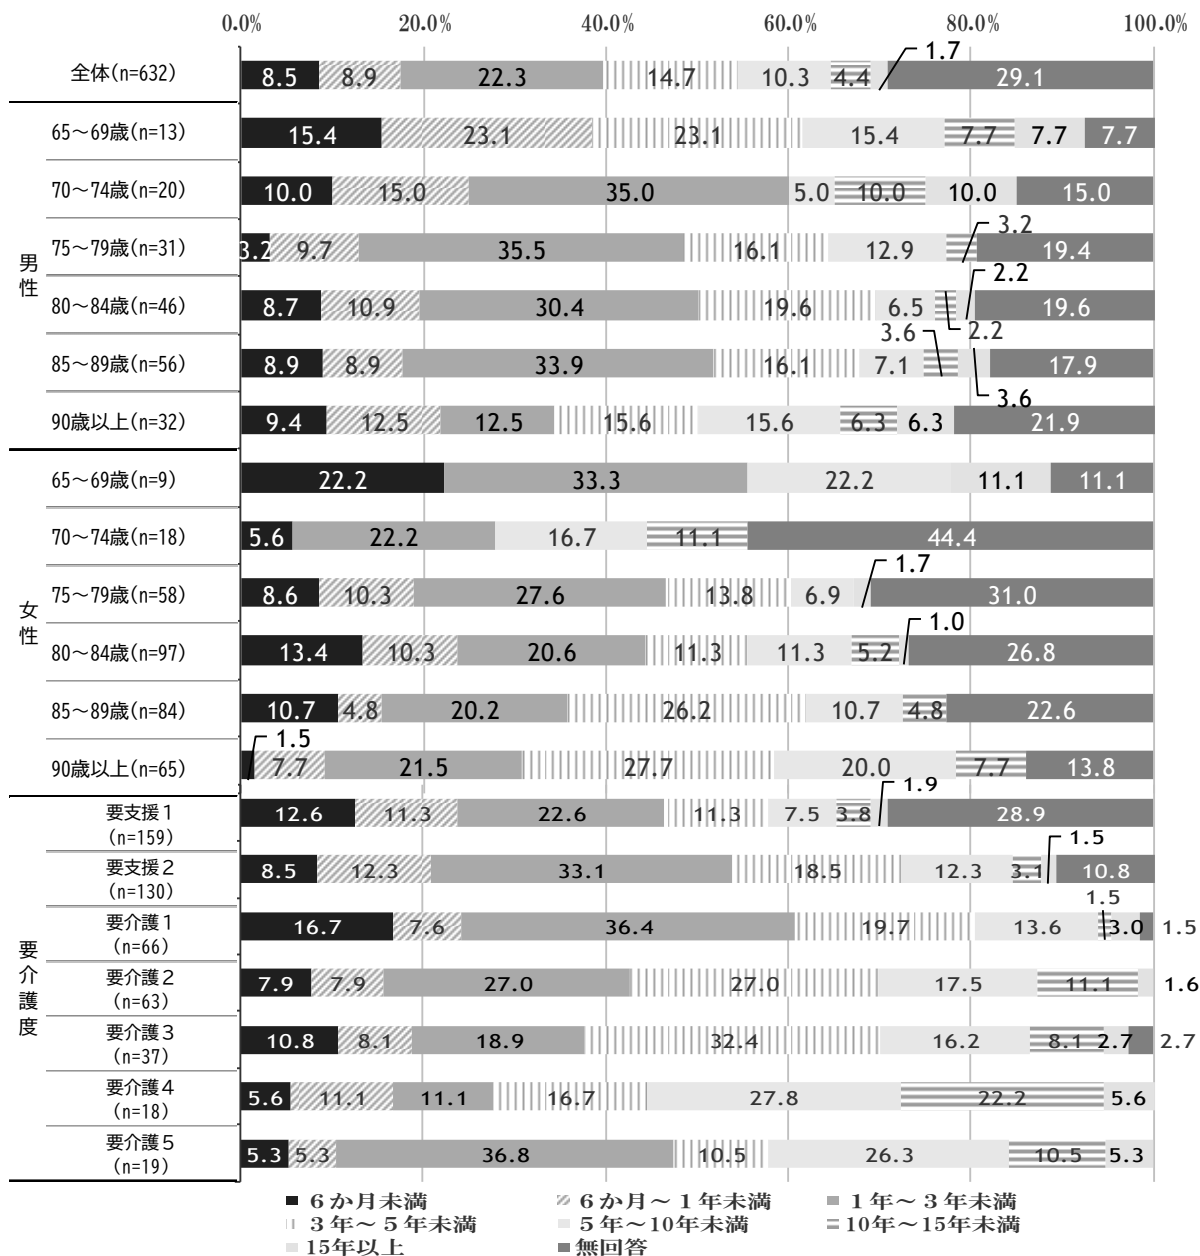 0.0% 20.0% 40.0% 60.0% 80.0% 100.0%
1.7
全体(n=632) 8.5 8.9 22.3 14.7 10.3 4.4 29.1
男性
65～69歳(n=13) 15.4 23.1 23.1 15.4 7.7 7.7 7.7
70～74歳(n=20) 10.0 15.0 35.0 5.0 10.0 10.0 15.0
3.2
75～79歳(n=31) 3.2 9.7 35.5 16.1 12.9 19.4
2.2
80～84歳(n=46) 8.7 10.9 30.4 19.6 6.5 19.6
3.6 2.2
85～89歳(n=56) 8.9 8.9 33.9 16.1 7.1 17.9
3.6
90歳以上(n=32) 9.4 12.5 12.5 15.6 15.6 6.3 6.3 21.9
女性
65～69歳(n=9) 22.2 33.3 22.2 11.1 11.1
70～74歳(n=18) 5.6 22.2 16.7 11.1 44.4
1.7
75～79歳(n=58) 8.6 10.3 27.6 13.8 6.9 31.0
1.0
80～84歳(n=97) 13.4 10.3 20.6 11.3 11.3 5.2 26.8
85～89歳(n=84) 10.7 4.8 20.2 26.2 10.7 4.8 22.6
1.5
90歳以上(n=65) 7.7 21.5 27.7 20.0 7.7 13.8
1.9
要介護度
要支援１ 12.6 11.3 22.6 11.3 7.5 3.8 28.9
(n=159)
1.5
要支援２ 8.5 12.3 33.1 18.5 12.3 3.1 10.8
(n=130)
1.5
要介護１ 16.7 7.6 36.4 19.7 13.6 3.0 1.5
(n=66)
要介護２ 7.9 7.9 27.0 27.0 17.5 11.1 1.6
(n=63)
要介護３ 10.8 8.1 18.9 32.4 16.2 8.1 2.7 2.7
(n=37)
要介護４ 5.6 11.1 11.1 16.7 27.8 22.2 5.6
(n=18)
要介護５ 5.3 5.3 36.8 10.5 26.3 10.5 5.3
(n=19)
６か月未満 ６か月～１年未満 １年～３年未満
３年～５年未満 ５年～10年未満 10年～15年未満
15年以上 無回答